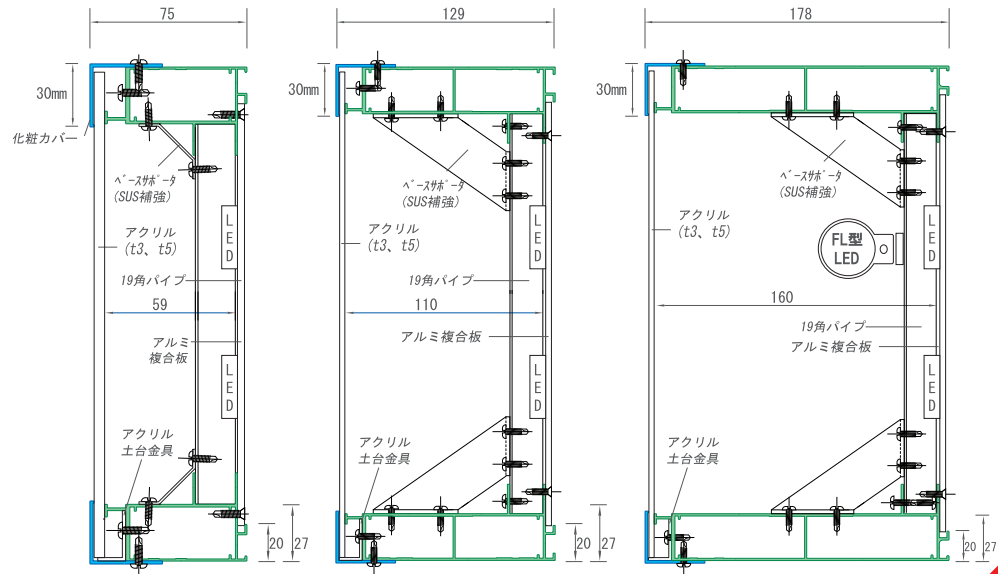 75
30mm
化粧カバー
ベースサポータ
(SUS補強)
アクリル
(t3、t5)
LED
19角パイプ
59
アルミ
複合板
LED
アクリル
土台金具
20
27
129
30mm
ベースサポータ
(SUS補強)
アクリル
(t3、t5)
LED
19角パイプ
110
アルミ複合板
LED
アクリル
土台金具
20
27
178
30mm
ベースサポータ
(SUS補強)
アクリル
(t3、t5)
FL型
LED
LED
160
19角パイプ
アルミ複合板
LED
アクリル
土台金具
20
27